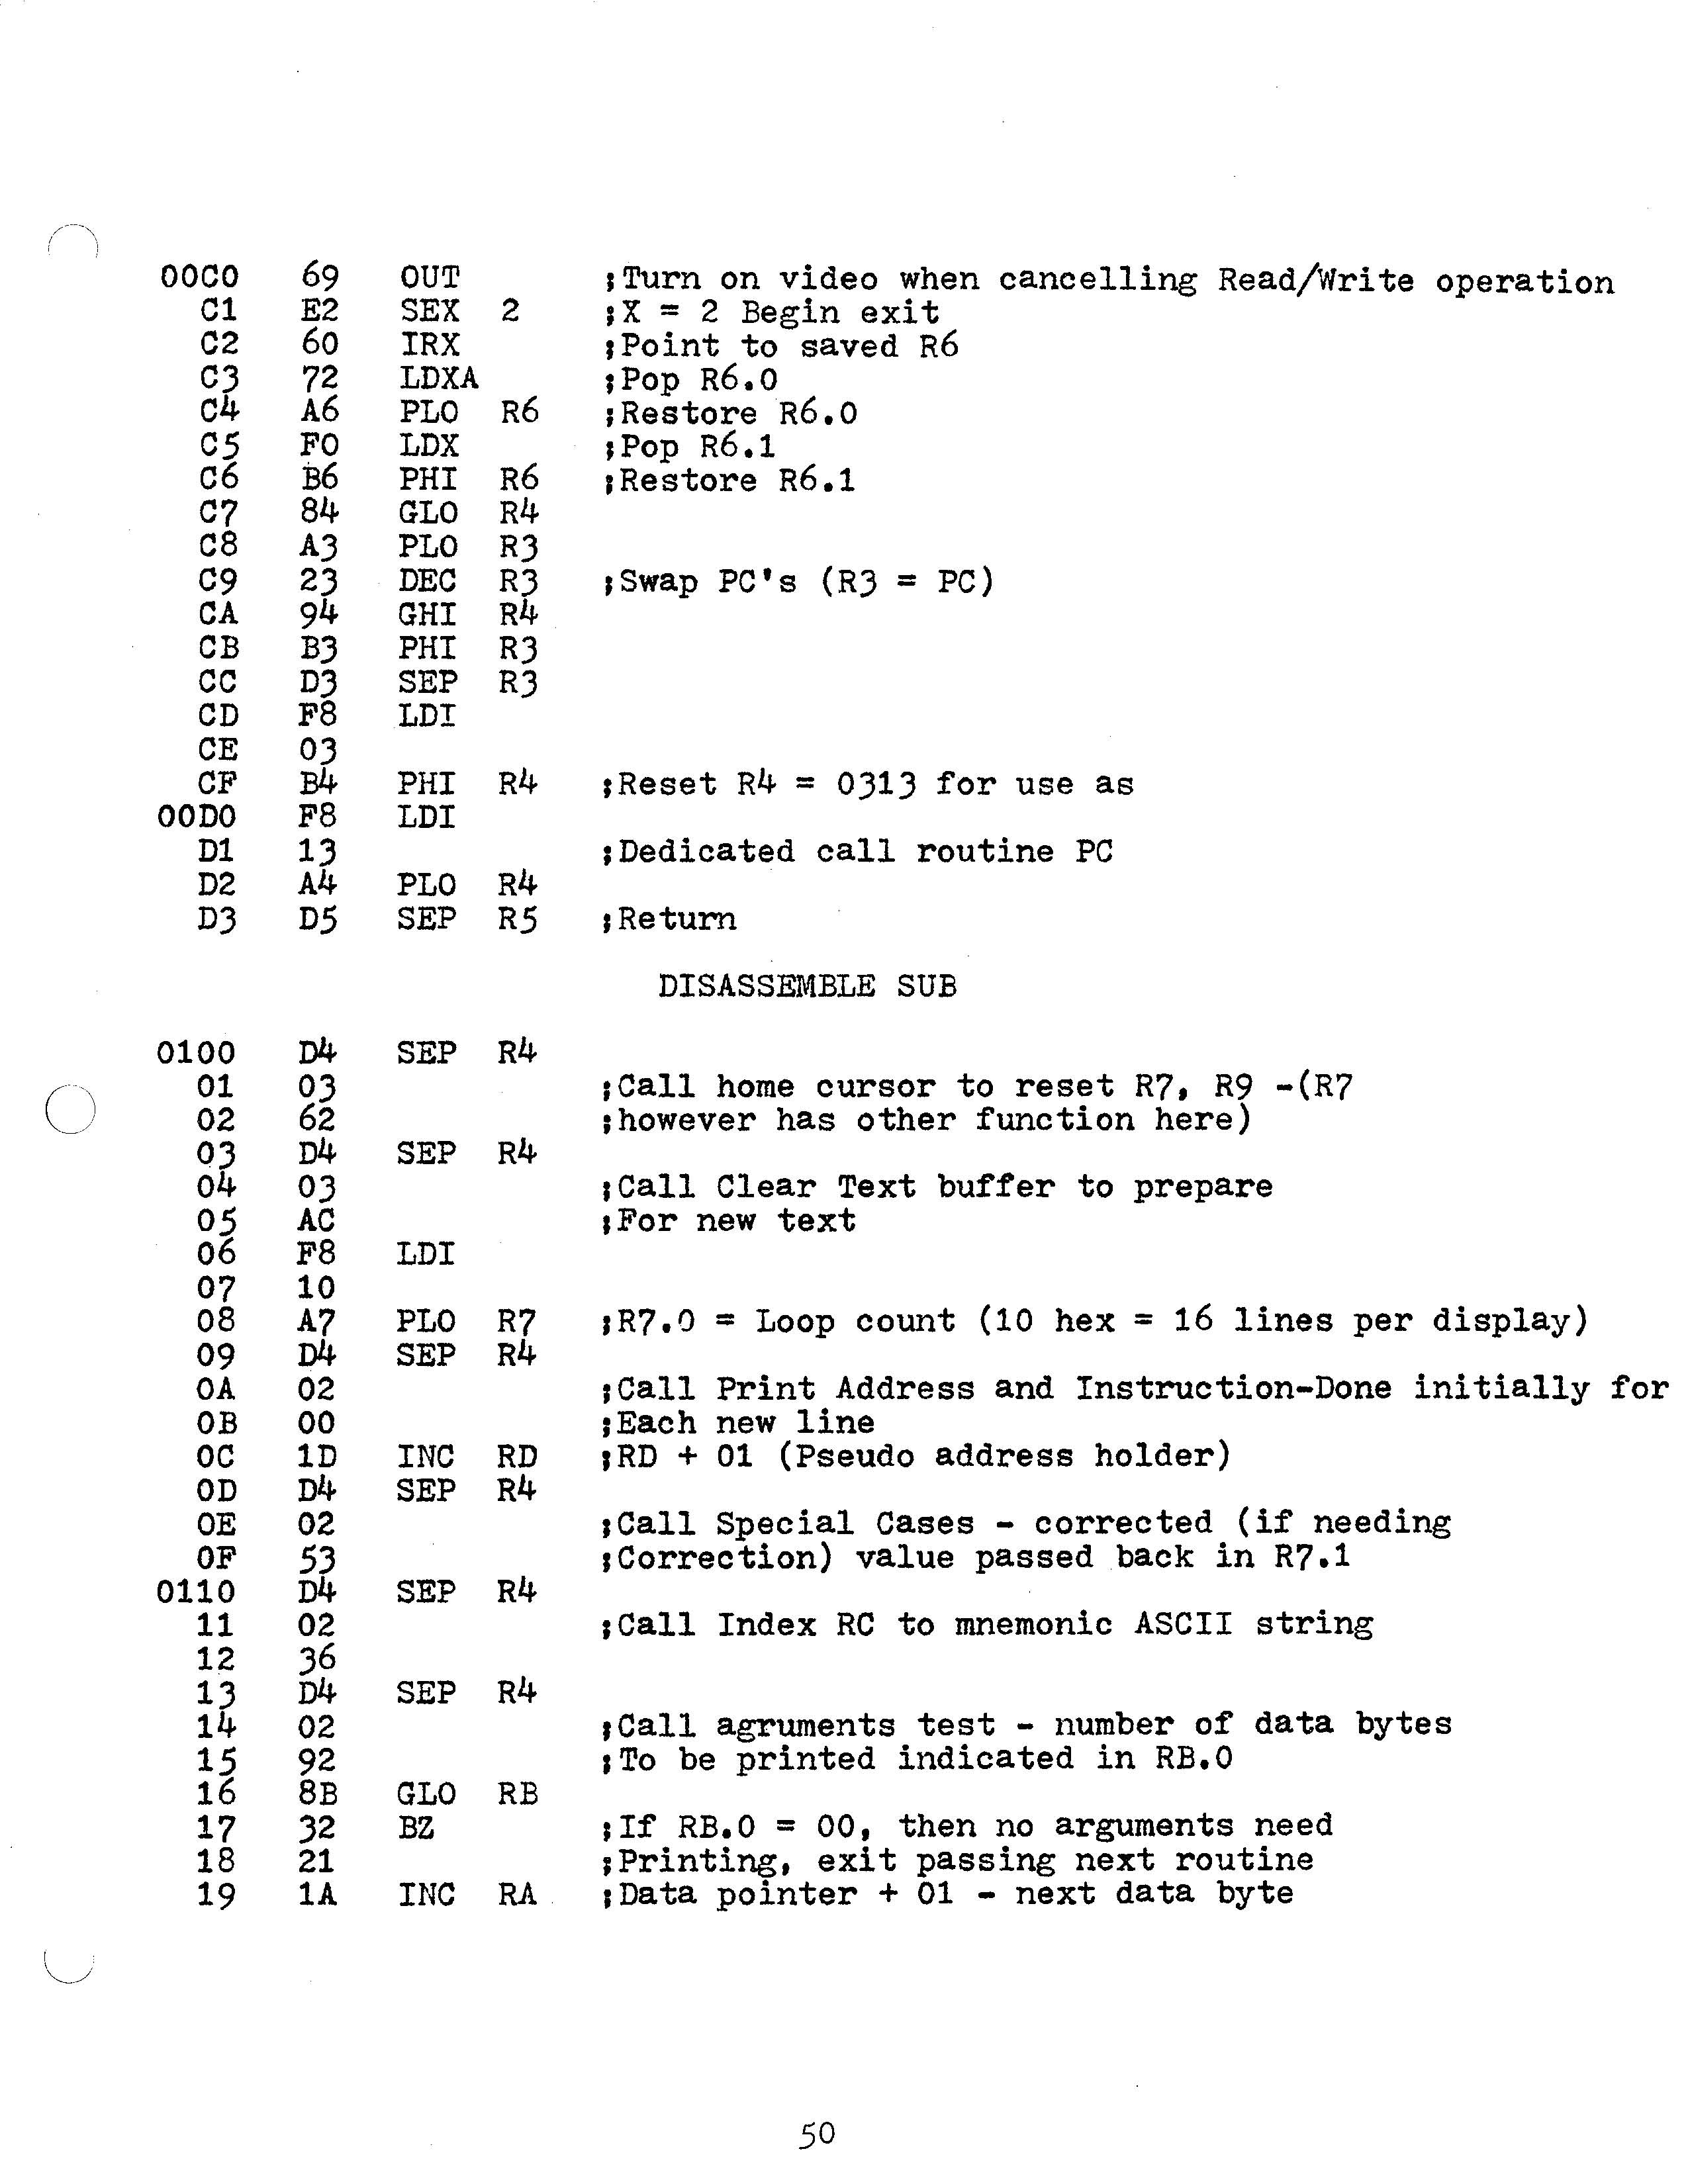 00C0 69 OUT ;Turn on video when cancelling Read/Write operation
C1 E2 SEX 2 ;X = 2 Begin exit
C2 60 IRX ;Point to saved R6
C3 72 LDXA ;Pop R6.0
C4 A6 PLO R6 ;Restore R6.0
C5 F0 LDX ;Pop R6.1
C6 B6 PHI R6 ;Restore R6.1
C7 84 GLO R4
C8 A3 PLO R3
C9 23 DEC R3 ;Swap PC's (R3 = PC)
CA 94 GHI R4
CB B3 PHI R3
CC D3 SEP R3
CD F8 LDI
CE 03
CF B4 PHI R4 ;Reset R4 = 0313 for use as
00D0 F8 LDI
D1 13 ;Dedicated call routine PC
D2 A4 PLO R4
D3 D5 SEP R5 ;Return
DISASSEMBLE SUB
0100 D4 SEP R4
01 03 ;Call home cursor to reset R7, R9 -(R7
02 62 ;however has other function here)
03 D4 SEP R4
04 03 ;Call Clear Text buffer to prepare
05 AC ;For new text
06 F8 LDI
07 10
08 A7 PLO R7 ;R7.0 = Loop count (10 hex = 16 lines per display)
09 D4 SEP R4
0A 02 ;Call Print Address and Instruction-Done initially for
0B 00 ;Each new line
0C 1D INC RD ;RD + 01 (Pseudo address holder)
0D D4 SEP R4
0E 02 ;Call Special Cases - corrected (if needing
0F 53 ;Correction) value passed back in R7.1
0110 D4 SEP R4
11 02 ;Call Index RC to mnemonic ASCII string
12 36
13 D4 SEP R4
14 02 ;Call agruments test - number of data bytes
15 92 ;To be printed indicated in RB.0
16 8B GLO RB
17 32 BZ ;If RB.0 = 00, then no arguments need
18 21 ;Printing, exit passing next routine
19 1A INC RA ;Data pointer + 01 - next data byte
50